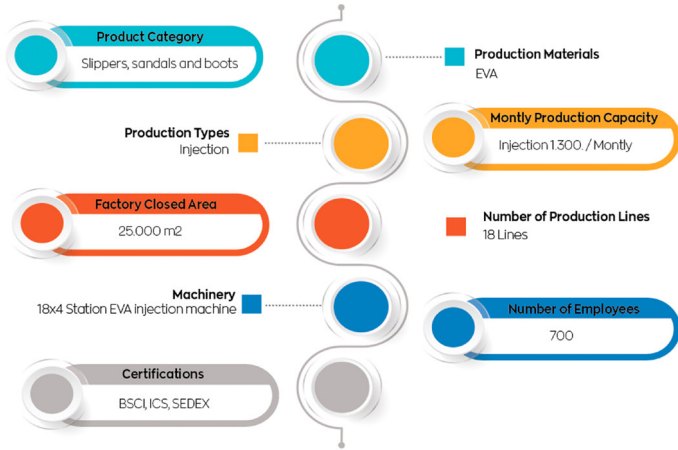 Product Category
Slippers, sandals and boots
Production Materials
EVA
Production Types
Injection
Montly Production Capacity
Injection 1.300. / Montly
Factory Closed Area
25.000 m2
Number of Production Lines
18 Lines
Machinery
18x4 Station EVA injection machine
Number of Employees
700
Certifications
BSCI, ICS, SEDEX